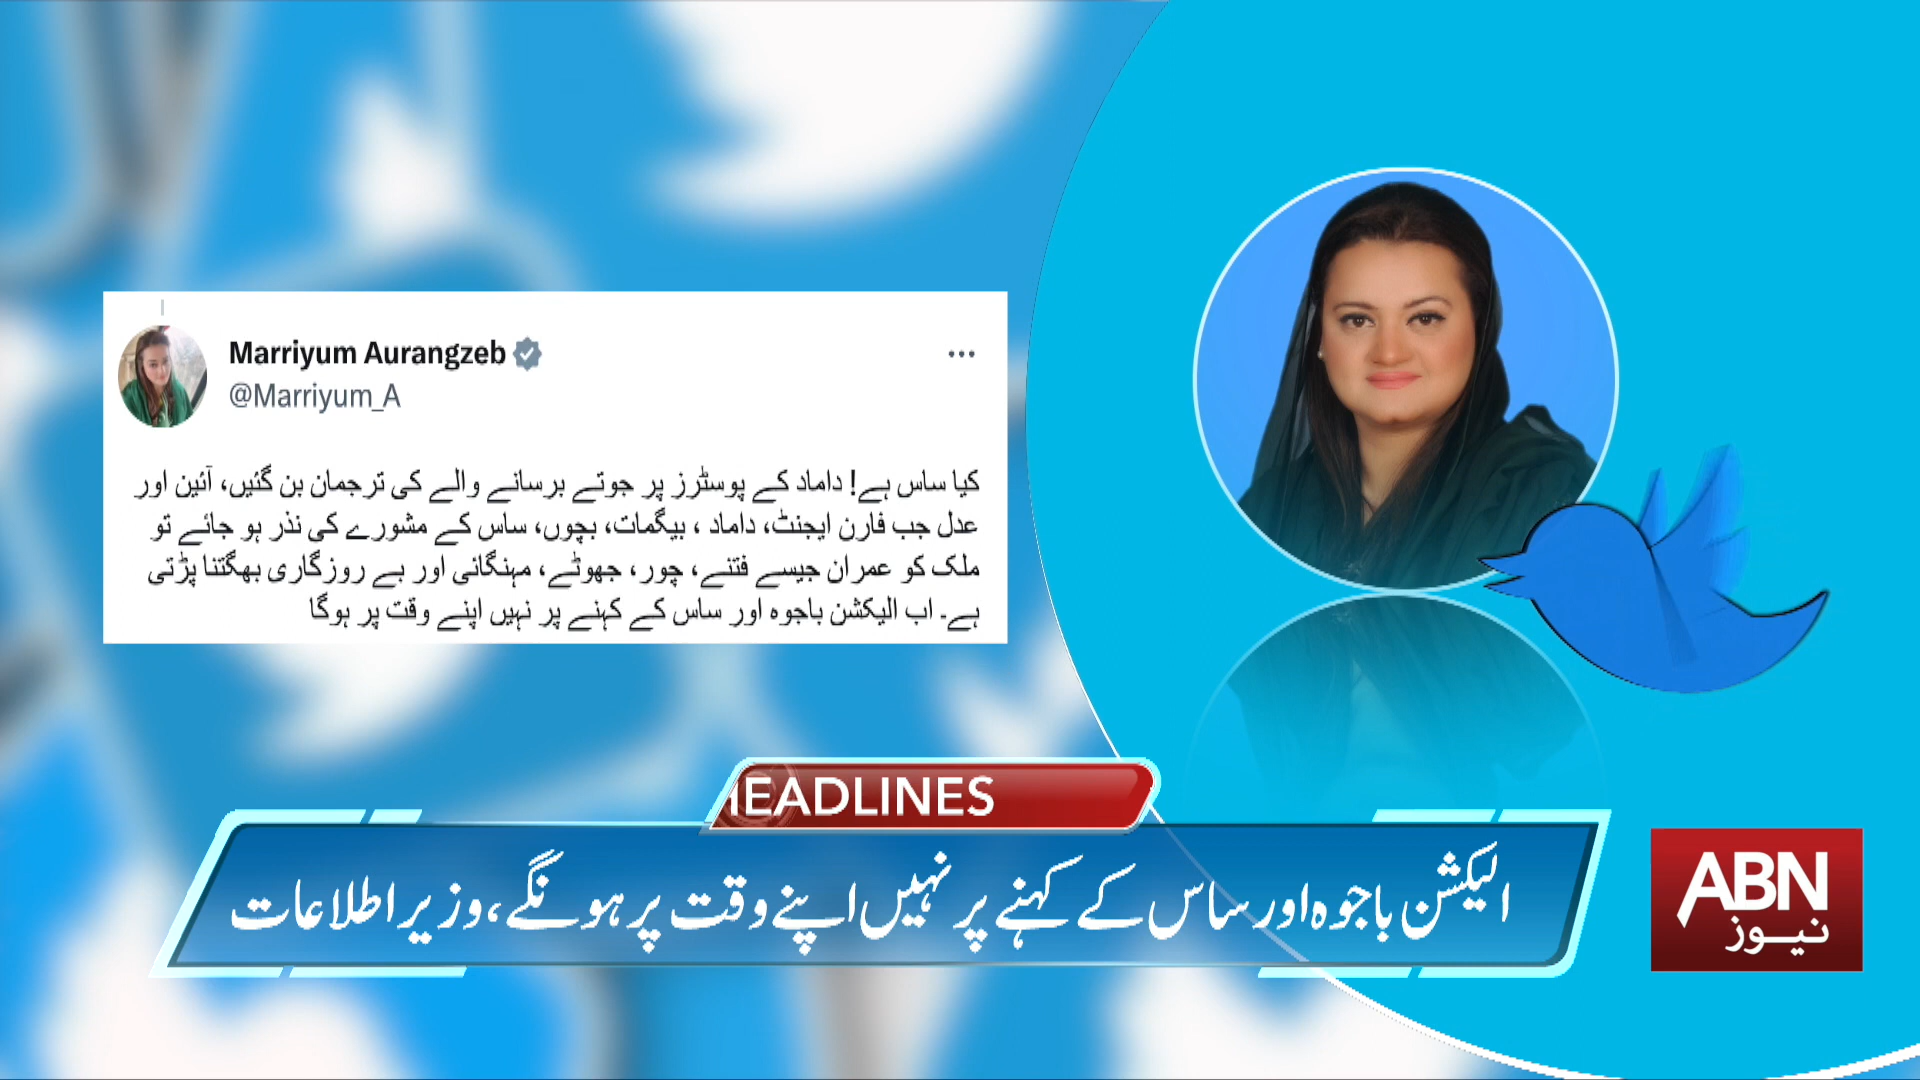 Marriyum Aurangzeb
@Marriyum_A
کیا ساس ہے! داماد کے پوسٹرز پر جوتے برسانے والے کی ترجمان بن گئیں، آئین اور
عدل جب فارن ایجنٹ، داماد ، بیگمات، بچوں، ساس کے مشورے کی نذر ہو جائے تو
ملک کو عمران جیسے فتنے، چور، جھوٹے، مہنگائی اور بے روزگاری بھگتنا پڑتی
ہے۔ اب الیکشن باجوہ اور ساس کے کہنے پر نہیں اپنے وقت پر ہوگا
HEADLINES
الیکشن باجوہ اور ساس کے کہنے پر نہیں اپنے وقت پر ہونگے، وزیر اطلاعات
ABN
نیوز